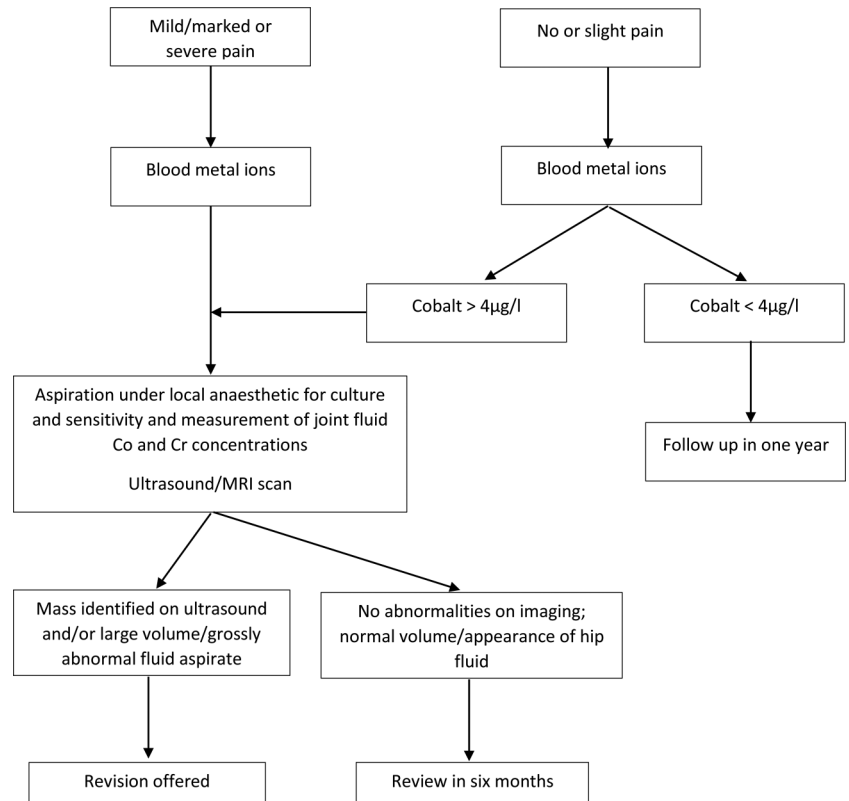 Mild/marked or
severe pain
No or slight pain
Blood metal ions
Blood metal ions
Cobalt > 4µg/l
Cobalt < 4µg/l
Aspiration under local anaesthetic for culture
and sensitivity and measurement of joint fluid
Co and Cr concentrations
Ultrasound/MRI scan
Follow up in one year
Mass identified on ultrasound
and/or large volume/grossly
abnormal fluid aspirate
No abnormalities on imaging;
normal volume/appearance of hip
fluid
Revision offered
Review in six months